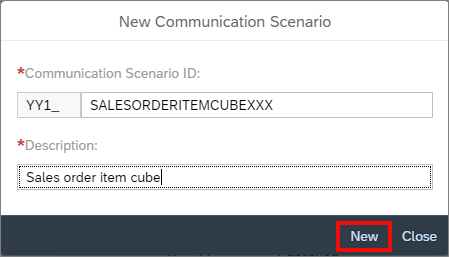 New Communication Scenario
*Communication Scenario ID:
YY1_ SALESORDERITEMCUBEXXX
*Description:
Sales order item cube
New Close